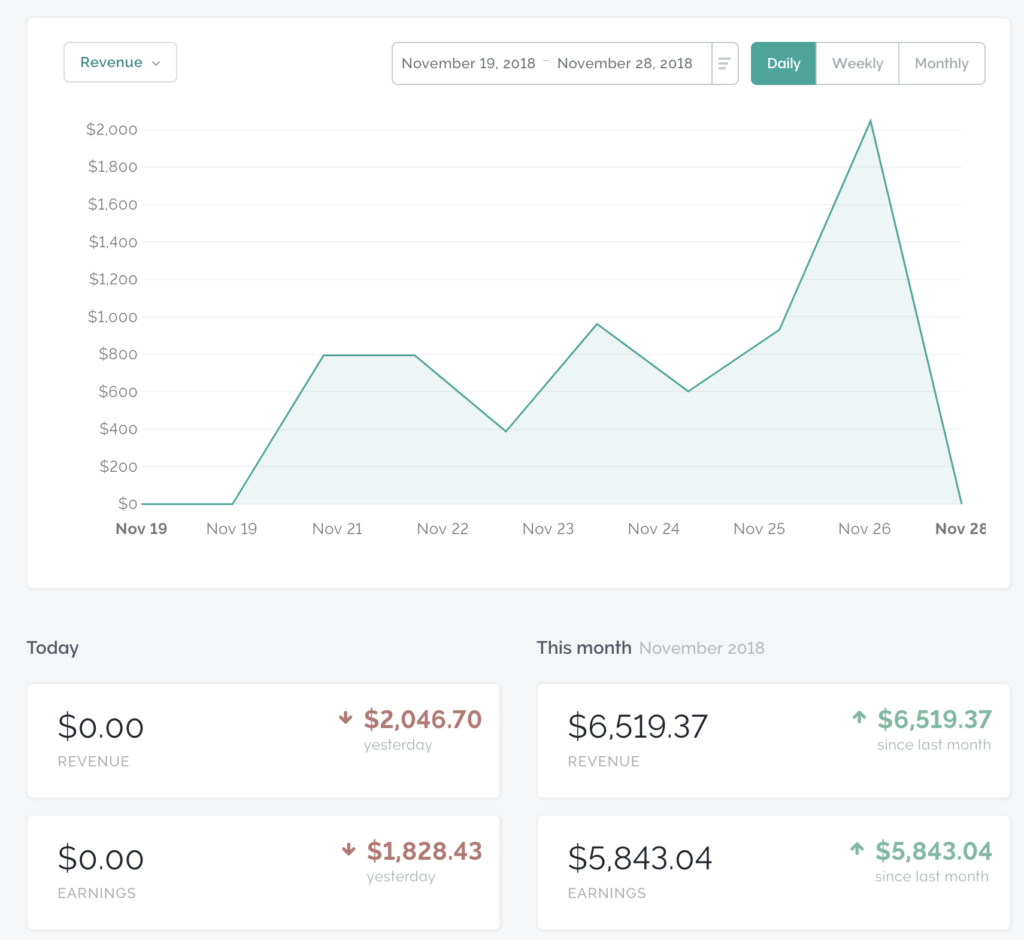 Revenue
November 19, 2018 – November 28, 2018
Daily Weekly Monthly
$2,000
$1,800
$1,600
$1,400
$1,200
$1,000
$800
$600
$400
$200
$0
Nov 19 Nov 19 Nov 21 Nov 22 Nov 23 Nov 24 Nov 25 Nov 26 Nov 28
Today
$0.00
REVENUE
$2,046.70
yesterday
$0.00
EARNINGS
$1,828.43
yesterday
This month November 2018
$6,519.37
REVENUE
$6,519.37
since last month
$5,843.04
EARNINGS
$5,843.04
since last month